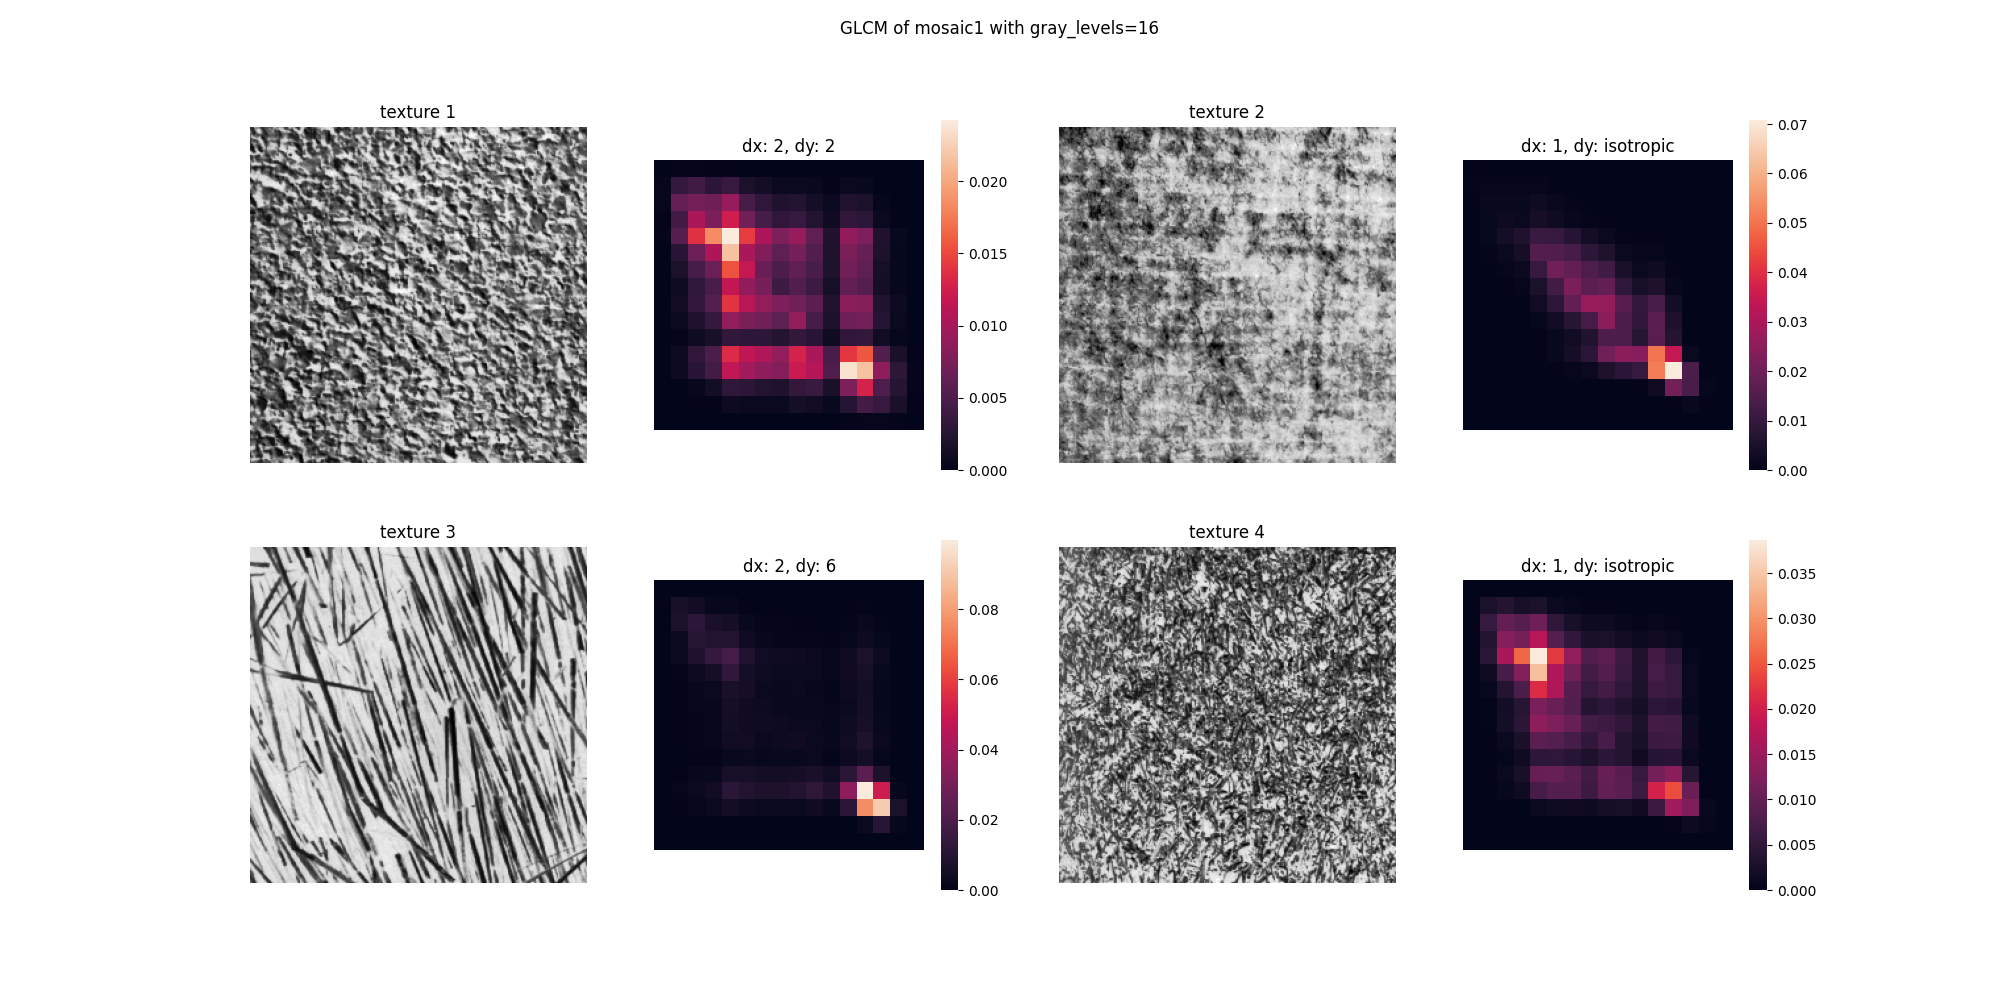 GLCM of mosaic1 with gray_levels=16
texture 1
dx: 2, dy: 2
0.020
0.015
0.010
0.005
0.000
texture 2
dx: 1, dy: isotropic
0.07
0.06
0.05
0.04
0.03
0.02
0.01
0.00
texture 3
dx: 2, dy: 6
0.08
0.06
0.04
0.02
0.00
texture 4
dx: 1, dy: isotropic
0.035
0.030
0.025
0.020
0.015
0.010
0.005
0.000